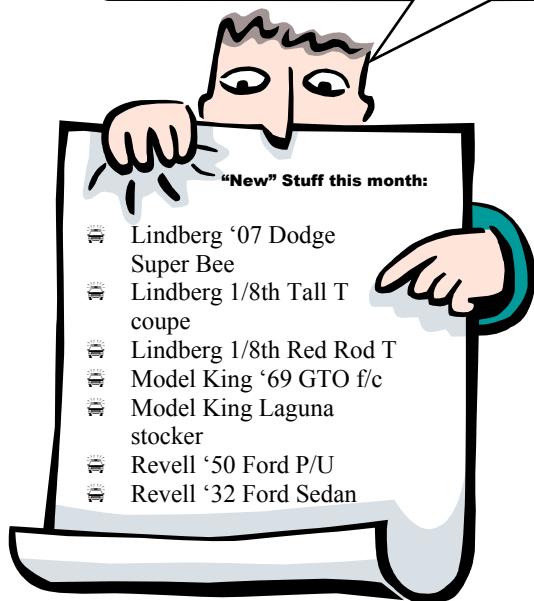 “New” Stuff this month:
Lindberg ‘07 Dodge
Super Bee
Lindberg 1/8th Tall T
coupe
Lindberg 1/8th Red Rod T
Model King ‘69 GTO f/c
Model King Laguna
stocker
Revell ‘50 Ford P/U
Revell ‘32 Ford Sedan